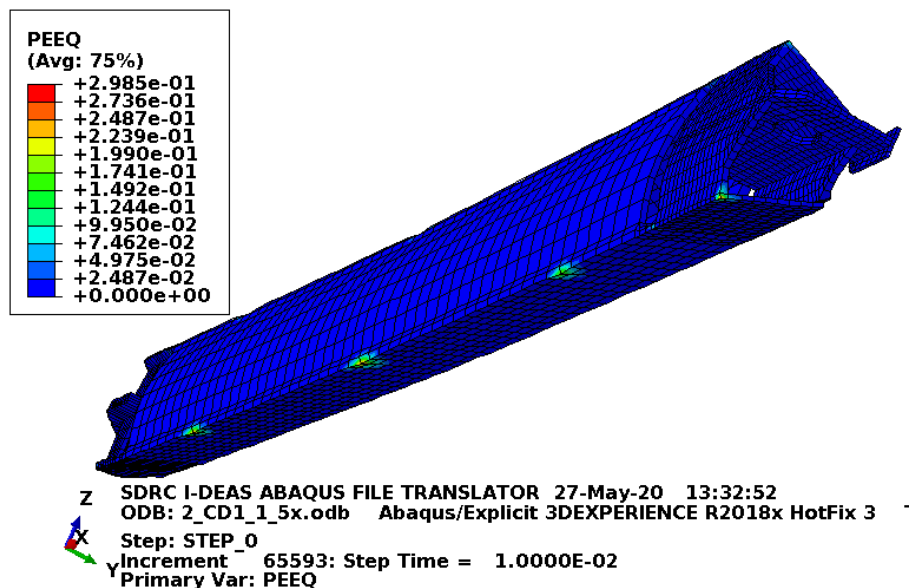 PEEQ
(Avg: 75%)
+2.985e-01
+2.736e-01
+2.487e-01
+2.239e-01
+1.990e-01
+1.741e-01
+1.492e-01
+1.244e-01
+9.950e-02
+7.462e-02
+4.975e-02
+2.487e-02
+0.000e+00
Z
X
Y
SDRC I-DEAS ABAQUS FILE TRANSLATOR 27-May-20 13:32:52
ODB: 2_CD1_1_5x.odb Abaqus/Explicit 3DEXPERIENCE R2018x HotFix 3
Step: STEP_0
Increment 65593: Step Time = 1.0000E-02
Primary Var: PEEQ